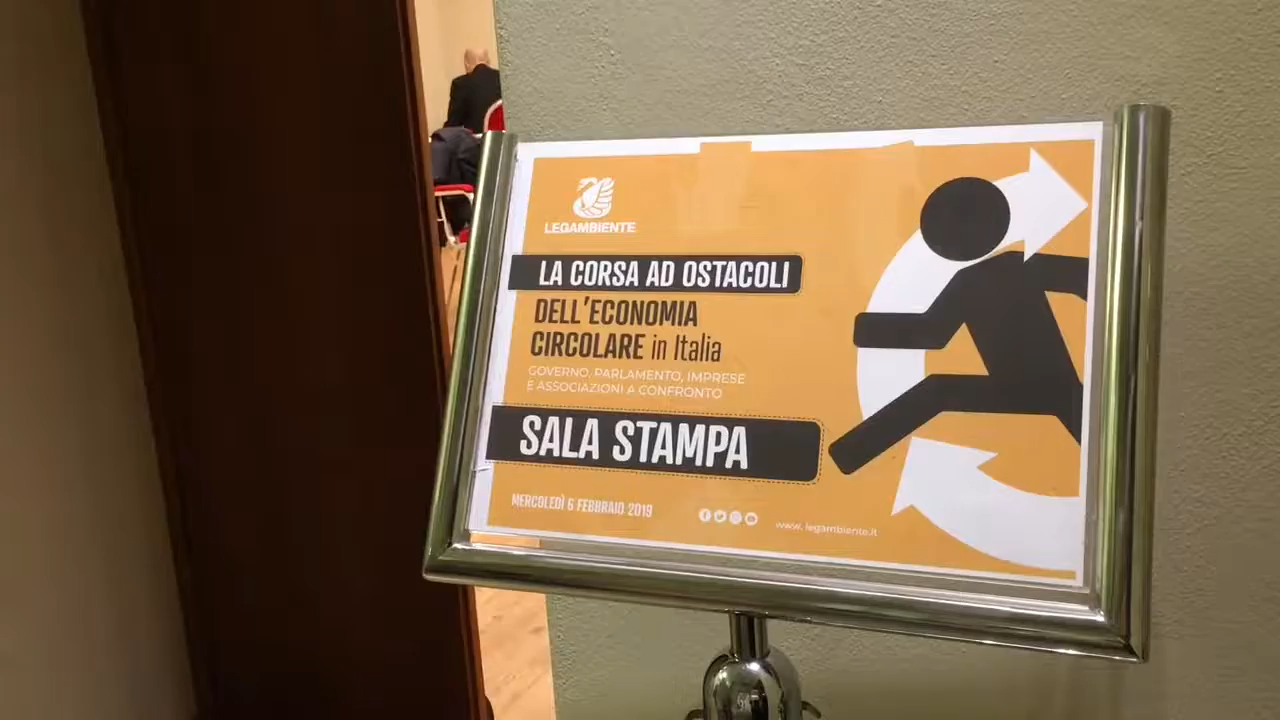 LEGAMBIENTE
LA CORSA AD OSTACOLI
DELL'ECONOMIA
CIRCOLARE in Italia
GOVERNO, PARLAMENTO, IMPRESE
E ASSOCIAZIONI A CONFRONTO
SALA STAMPA
MERCOLEDÌ 6 FEBBRAIO 2019
www.legambiente.it